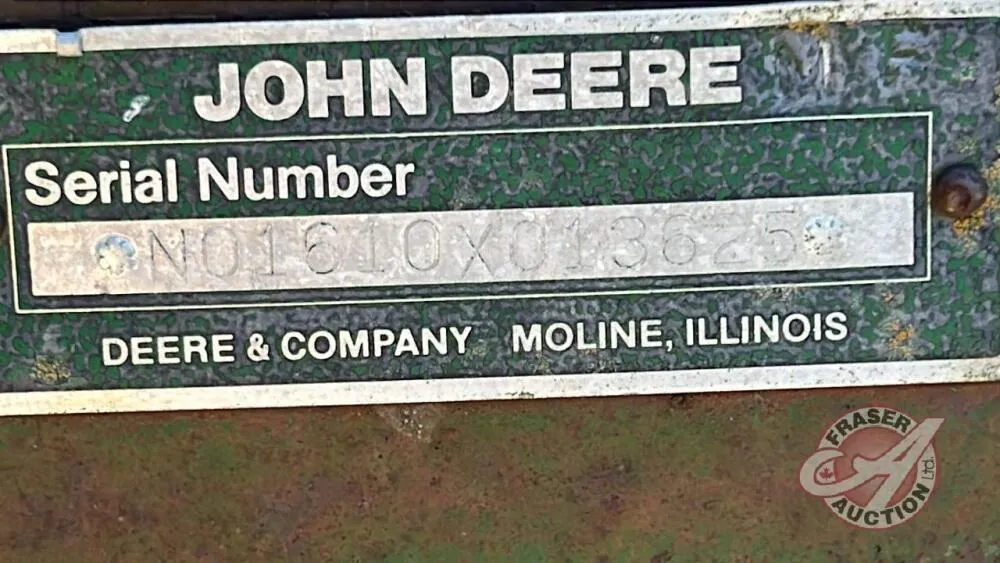 JOHN DEERE
Serial Number
N01610X013625
DEERE & COMPANY MOLINE, ILLINOIS
FRASER
AUCTION Ltd.